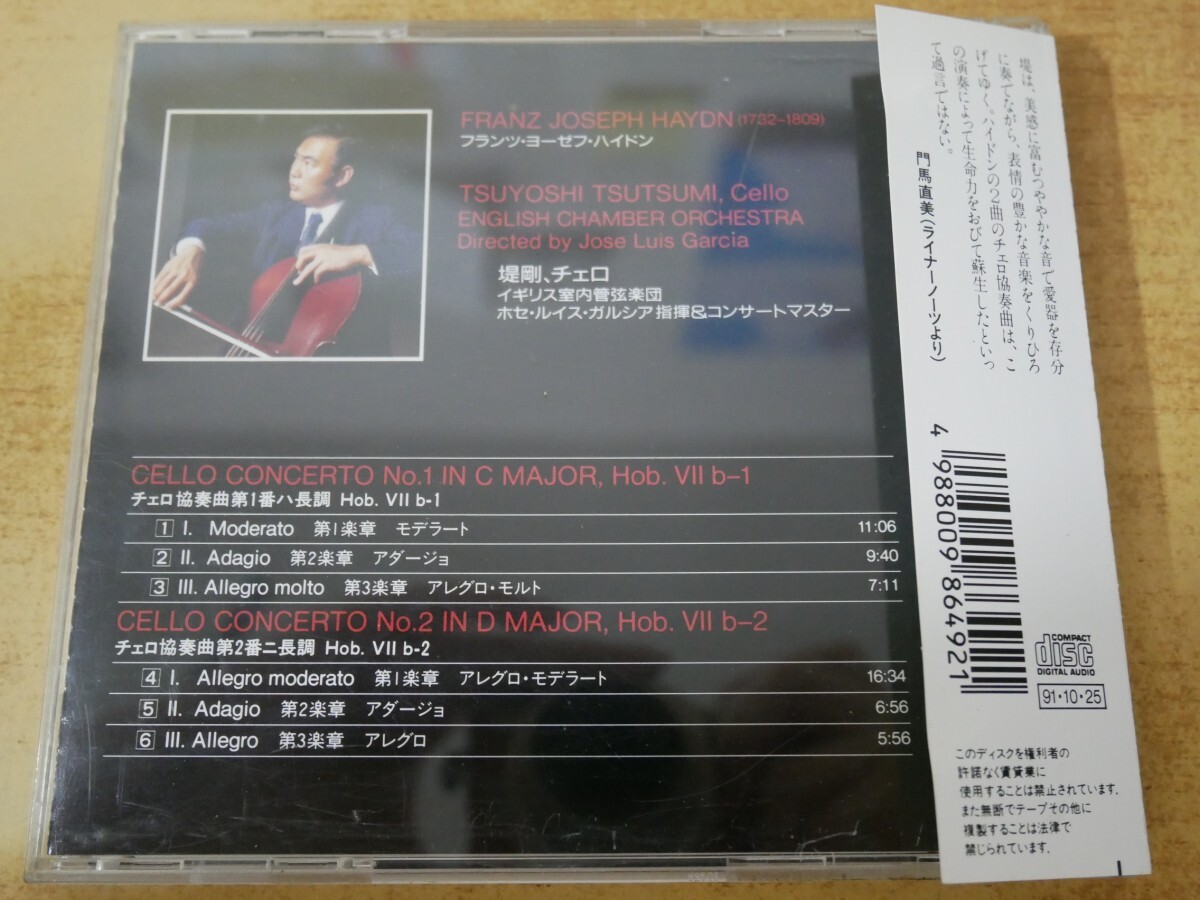 FRANZ JOSEPH HAYDN (1732–1809)
フランツ・ヨーゼフ・ハイドン
TSUYOSHI TSUTSUMI, Cello
ENGLISH CHAMBER ORCHESTRA
Directed by Jose Luis Garcia
堤剛、チェロ
イギリス室内管弦楽団
ホセ・ルイス・ガルシア 指揮&コンサートマスター
CELLO CONCERTO No.1 IN C MAJOR, Hob. VII b–1
チェロ協奏曲第1番ハ長調 Hob. VII b-1
1 I. Moderato 第1楽章 モデラート 11:06
2 II. Adagio 第2楽章 アダージョ 9:40
3 III. Allegro molto 第3楽章 アレグロ・モルト 7:11
CELLO CONCERTO No.2 IN D MAJOR, Hob. VII b–2
チェロ協奏曲第2番ニ長調 Hob. VII b-2
4 I. Allegro moderato 第1楽章 アレグロ・モデラート 16:34
5 II. Adagio 第2楽章 アダージョ 6:56
6 III. Allegro 第3楽章 アレグロ 5:56
堤は、美感に富むつややかな音で愛器を存分
に奏でながら、表情の豊かな音楽をくりひろ
げてゆく。ハイドンの2曲のチェロ協奏曲は、こ
の演奏によって生命力をおびて蘇生したといっ
て過言ではない。
門馬直美(ライナーノーツより)
4 988009 864921
COMPACT
disc
DIGITAL AUDIO
91・10・25
このディスクを権利者の
許諾なく賃貸業に
使用することは禁止されています.
また無断でテープその他に
複製することは法律で
禁じられています.